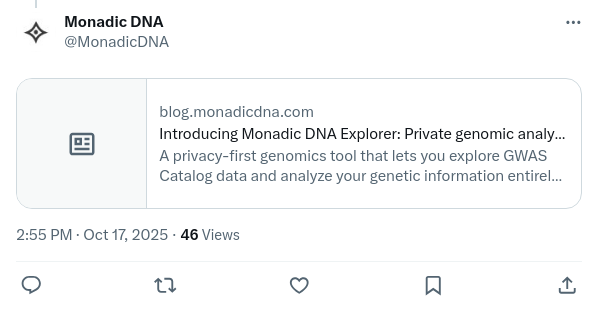 Monadic DNA
@MonadicDNA
blog.monadicdna.com
Introducing Monadic DNA Explorer: Private genomic analy...
A privacy-first genomics tool that lets you explore GWAS
Catalog data and analyze your genetic information entirel...
2:55 PM · Oct 17, 2025 · 46 Views